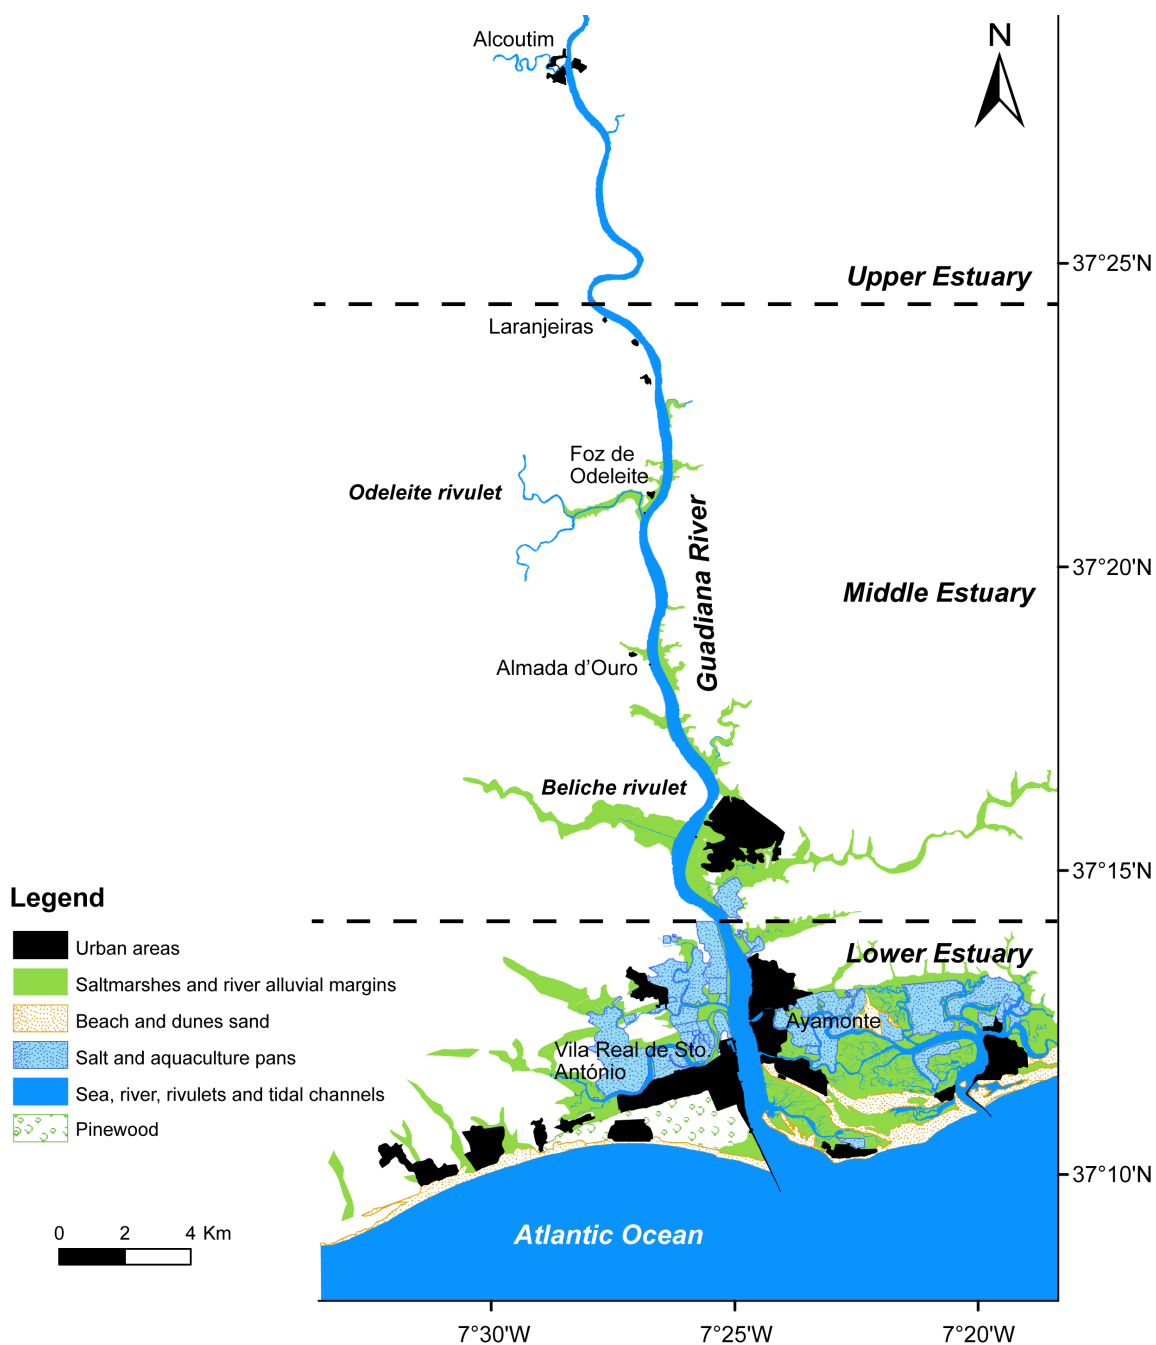 Alcoutim
N
37°25'N
Upper Estuary
Laranjeiras
Foz de
Odeleite
Odeleite rivulet
Guadiana River
37°20'N
Middle Estuary
Almada d’Ouro
Beliche rivulet
37°15'N
Lower Estuary
Ayamonte
Vila Real de Sto.
António
37°10'N
Atlantic Ocean
Legend
Urban areas
Saltmarshes and river alluvial margins
Beach and dunes sand
Salt and aquaculture pans
Sea, river, rivulets and tidal channels
Pinewood
0 2 4 Km
7°30'W 7°25'W 7°20'W